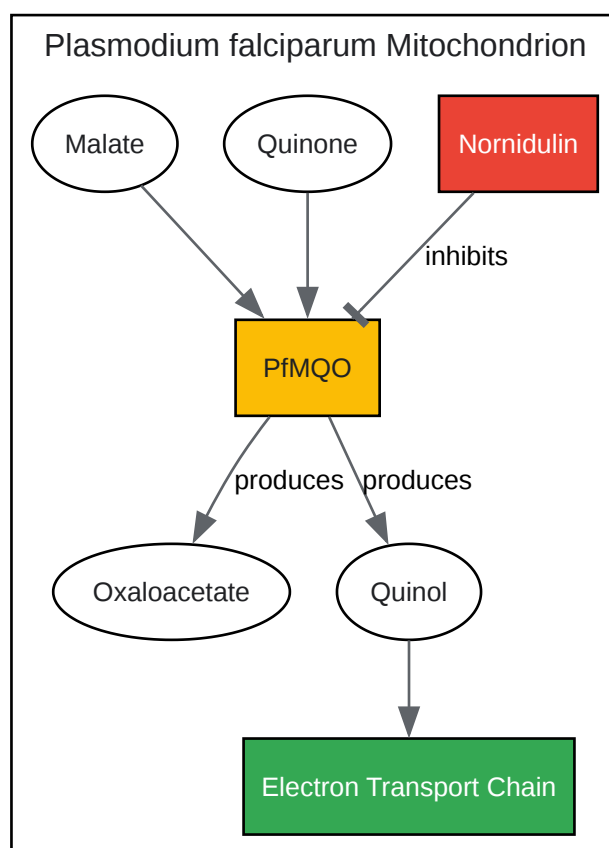 Plasmodium falciparum Mitochondrion
Malate
Quinone
Nornidulin
inhibits
PfMQO
produces
produces
Oxaloacetate
Quinol
Electron Transport Chain